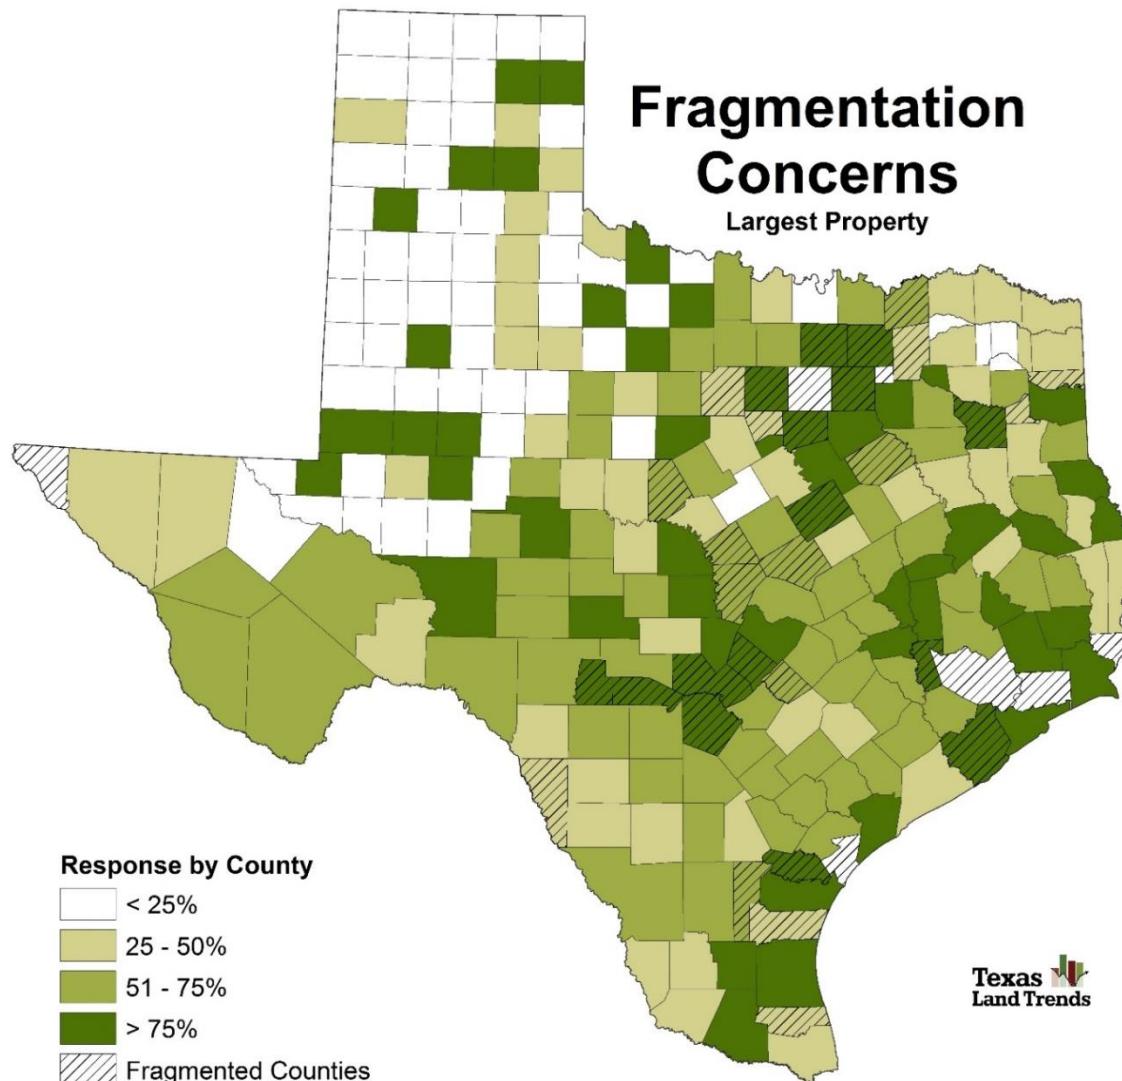 Fragmentation
Concerns
Largest Property
Response by County
< 25%
25 - 50%
51 - 75%
> 75%
Fragmented Counties
Texas
Land Trends